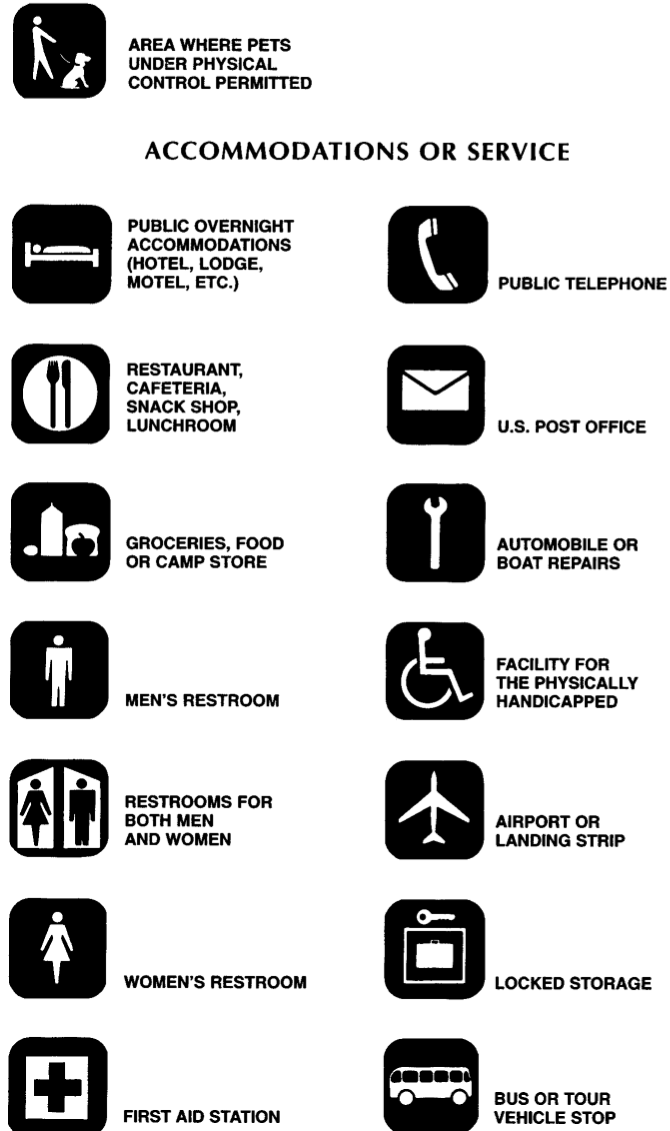 AREA WHERE PETS
UNDER PHYSICAL
CONTROL PERMITTED
ACCOMMODATIONS OR SERVICE
PUBLIC OVERNIGHT
ACCOMMODATIONS
(HOTEL, LODGE,
MOTEL, ETC.)
PUBLIC TELEPHONE
RESTAURANT,
CAFETERIA,
SNACK SHOP,
LUNCHROOM
U.S. POST OFFICE
GROCERIES, FOOD
OR CAMP STORE
AUTOMOBILE OR
BOAT REPAIRS
MEN'S RESTROOM
FACILITY FOR
THE PHYSICALLY
HANDICAPPED
RESTROOMS FOR
BOTH MEN
AND WOMEN
AIRPORT OR
LANDING STRIP
WOMEN'S RESTROOM
LOCKED STORAGE
FIRST AID STATION
BUS OR TOUR
VEHICLE STOP